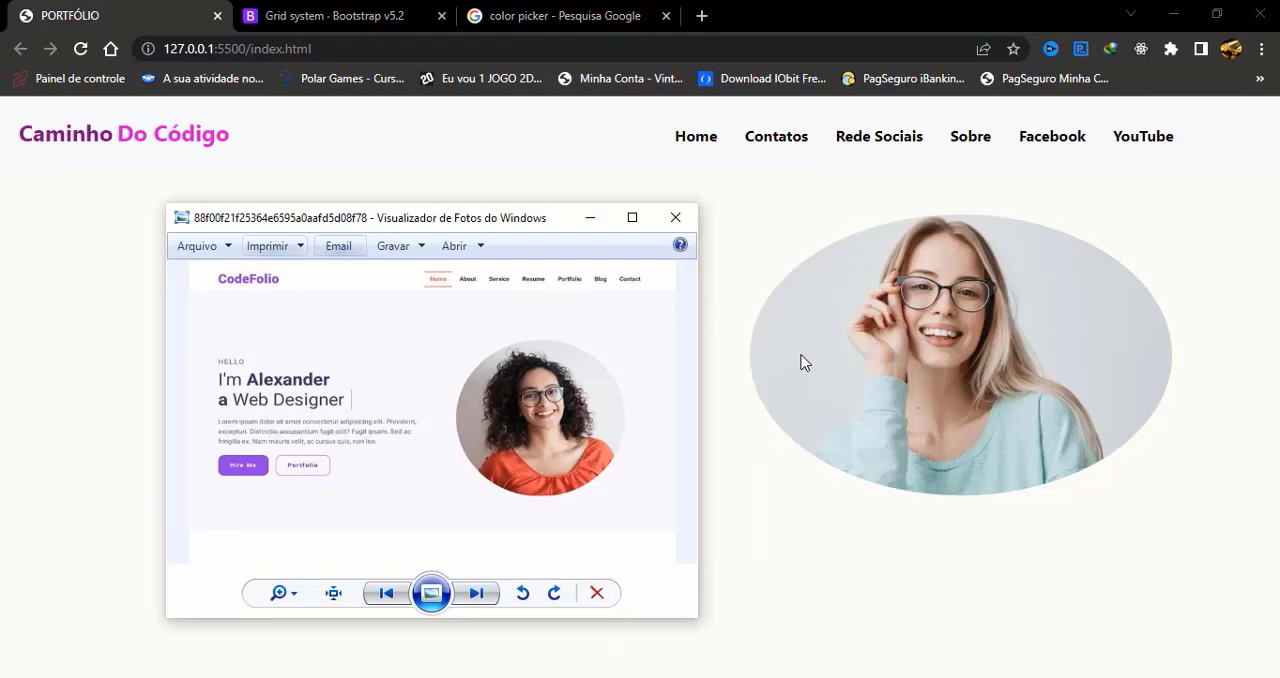 PORTFÓLIO
Grid system · Bootstrap v5.2
color picker - Pesquisa Google
127.0.0.1:5500/index.html
Painel de controle
A sua atividade no...
Polar Games - Curs...
Eu vou 1 JOGO 2D...
Minha Conta - Vint...
Download IObit Fre...
PagSeguro iBankin...
PagSeguro Minha C...
Caminho Do Código
Home Contatos Rede Sociais Sobre Facebook YouTube
88f00f21f25364e6595a0aafd5d08f78 - Visualizador de Fotos do Windows
Arquivo Imprimir Email Gravar Abrir
CodeFolio
Home About Service Resume Portfolio Blog Contact
HELLO
I'm Alexander
a Web Designer
Lorem ipsum dolor sit amet consectetur adipisicing elit. Provident,
excepturi. Distinctio accusantium fugit odit? Fugit ipsam. Sed ac
fringilla ex. Nam mauris velit, ac cursus quis, non leo.
Hire Me Portfolio